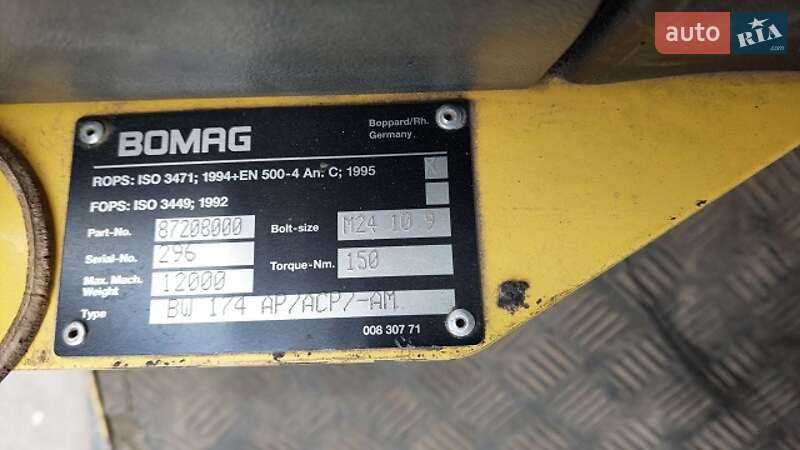 auto RIA.com
BOMAG
Boppard/Rh.
Germany
ROPS: ISO 3471; 1994+EN 500-4 An. C; 1995 X
FOPS: ISO 3449; 1992
Part-No. 87208000 Bolt-size M24 10.9
Serial-No. 296
Max. Mach. Weight 12000 Torque-Nm. 150
Type BW 174 AP/ACP/-AM
008 307 71